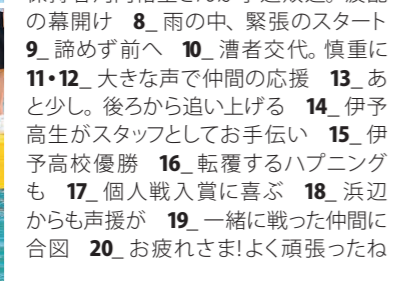 の幕開け 8_ 雨の中、緊張のスタート
9_ 諦めず前へ 10_ 漕者交代。慎重に
11・12_ 大きな声で仲間の応援 13_ あ
と少し。後ろから追い上げる 14_ 伊予
高生がスタッフとしてお手伝い 15_ 伊
予高校優勝 16_ 転覆するハプニング
も 17_ 個人戦入賞に喜ぶ 18_ 浜辺
からも声援が 19_ 一緒に戦った仲間に
合図 20_ お疲れさま!よく頑張ったね